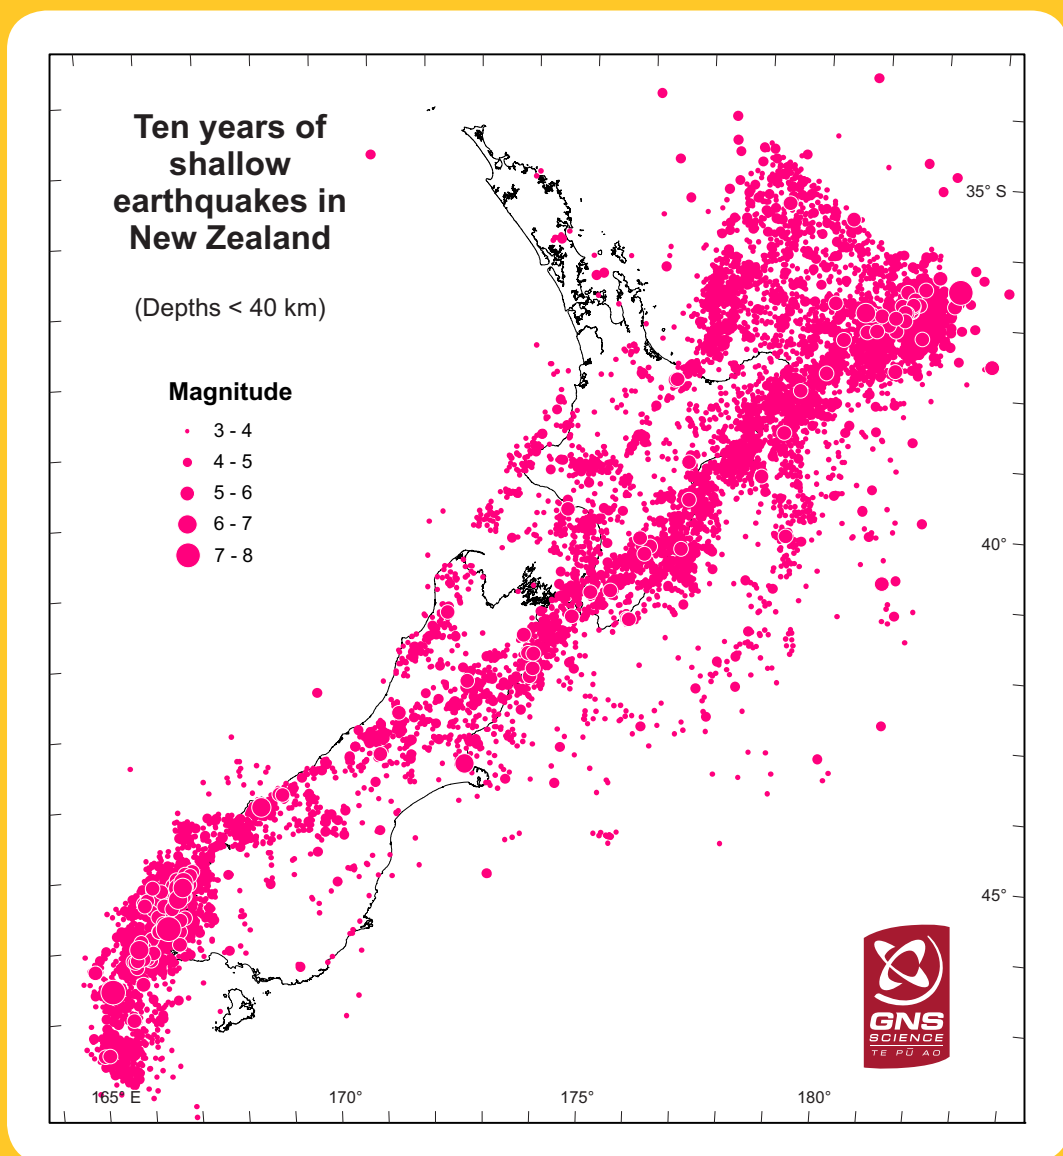 Ten years of
shallow
earthquakes in
New Zealand
(Depths < 40 km)
Magnitude
3 - 4
4 - 5
5 - 6
6 - 7
7 - 8
35° S
40°
45°
GNS
SCIENCE
TE PŪ AO
165° E
170°
175°
180°